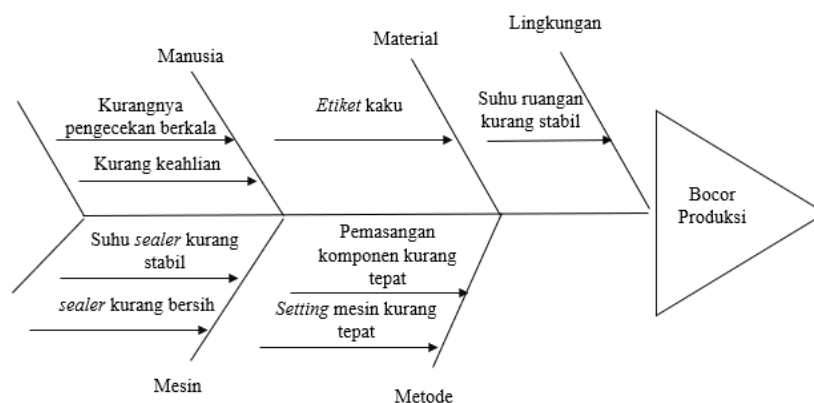 Lingkungan
Material
Manusia
Kurangnya
pengecekan berkala
Kurang keahlian
Etiket kaku
Suhu ruangan
kurang stabil
Bocor
Produksi
Suhu sealer kurang
stabil
sealer kurang bersih
Pemasangan
komponen kurang
tepat
Setting mesin kurang
tepat
Mesin
Metode